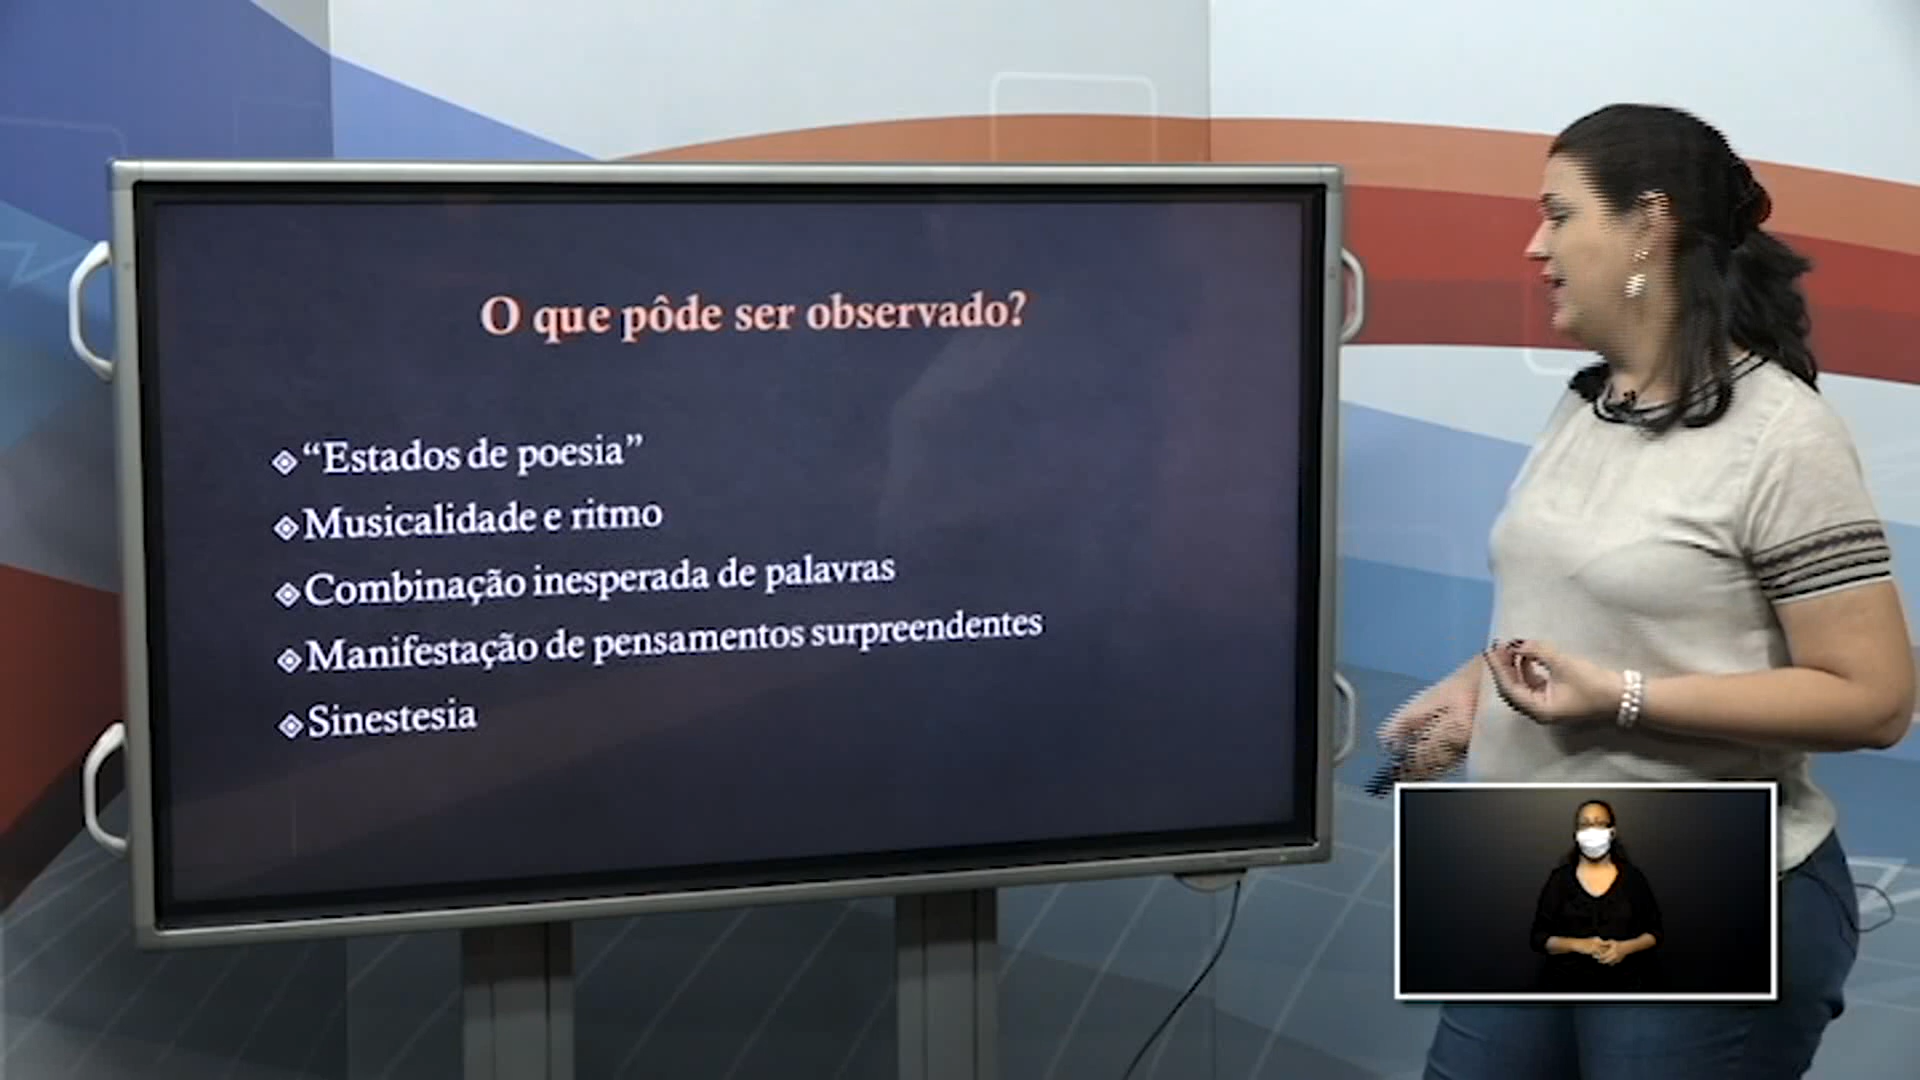 O que pôde ser observado?
“Estados de poesia”
Musicalidade e ritmo
Combinação inesperada de palavras
Manifestação de pensamentos surpreendentes
Sinestesia